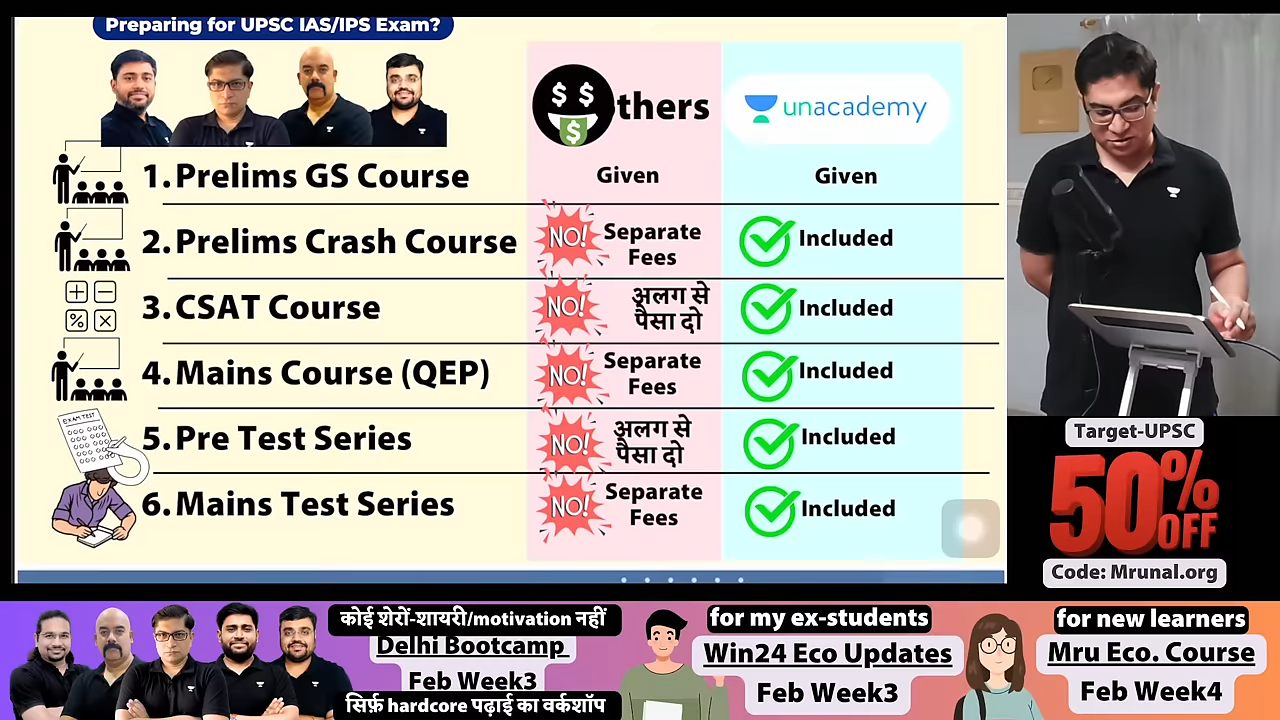 Preparing for UPSC IAS/IPS Exam?
$ $
$
thers
unacademy
1. Prelims GS Course
Given
Given
2. Prelims Crash Course
NO!
Separate
Fees
Included
3. CSAT Course
NO!
अलग से
पैसा दो
Included
4. Mains Course (QEP)
NO!
Separate
Fees
Included
EXAM TEST
5. Pre Test Series
NO!
अलग से
पैसा दो
Included
6. Mains Test Series
NO!
Separate
Fees
Included
Target-UPSC
50% OFF
Code: Mrunal.org
कोई शेरों-शायरी/motivation नहीं
Delhi Bootcamp
Feb Week3
सिर्फ़ hardcore पढ़ाई का वर्कशॉप
for my ex-students
Win24 Eco Updates
Feb Week3
for new learners
Mru Eco. Course
Feb Week4